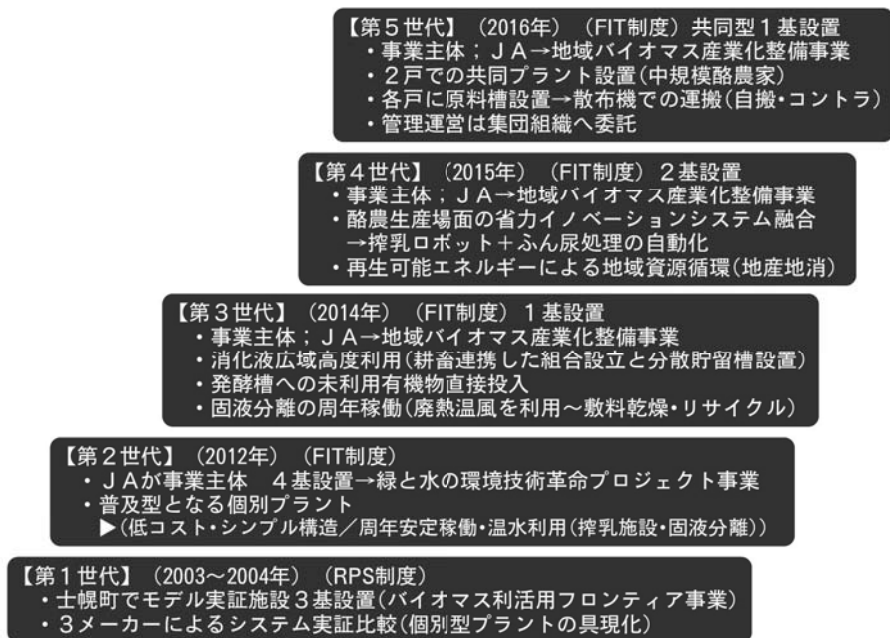 【第５世代】（2016年）（FIT制度）共同型１基設置
・事業主体；ＪＡ→地域バイオマス産業化整備事業
・２戸での共同プラント設置（中規模酪農家）
・各戸に原料槽設置→散布機での運搬（自搬・コントラ）
・管理運営は集団組織へ委託
【第４世代】（2015年）（FIT制度）２基設置
・事業主体；ＪＡ→地域バイオマス産業化整備事業
・酪農生産場面の省力イノベーションシステム融合
→搾乳ロボット＋ふん尿処理の自動化
・再生可能エネルギーによる地域資源循環（地産地消）
【第３世代】（2014年）（FIT制度）１基設置
・事業主体；ＪＡ→地域バイオマス産業化整備事業
・消化液広域高度利用（耕畜連携した組合設立と分散貯留槽設置）
・発酵槽への未利用有機物直接投入
・固液分離の周年稼働（廃熱温風を利用～敷料乾燥・リサイクル）
【第２世代】（2012年）（FIT制度）
・ＪＡが事業主体　４基設置→緑と水の環境技術革命プロジェクト事業
・普及型となる個別プラント
▶（低コスト・シンプル構造／周年安定稼働・温水利用（搾乳施設・固液分離））
【第１世代】（2003～2004年）（RPS制度）
・士幌町でモデル実証施設３基設置（バイオマス利活用フロンティア事業）
・３メーカーによるシステム実証比較（個別型プラントの具現化）